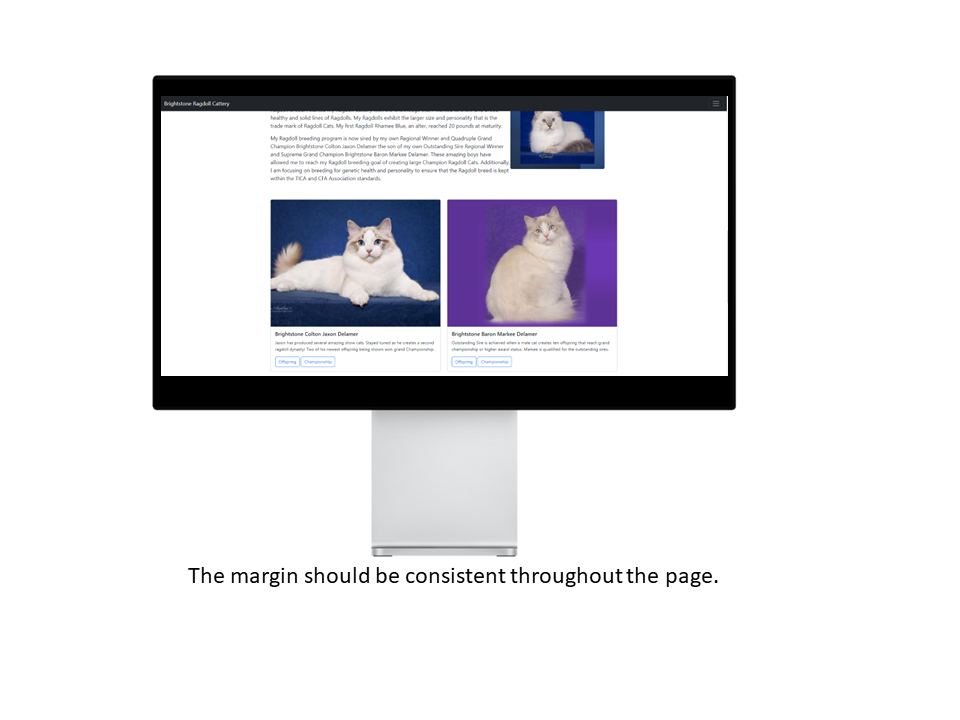 Brightstone Ragdoll Cattery
healthy and solid lines of Ragdolls. My Ragdolls exhibit the larger size and personality that is the
trade mark of Ragdoll Cats. My first Ragdoll Rhamee Blue, an alter, reached 20 pounds at maturity.
My Ragdoll breeding program is now sired by my own Regional Winner and Quadruple Grand
Champion Brightstone Colton Jaxon Delamer the son of my own Outstanding Sire Regional Winner
and Supreme Grand Champion Brightstone Baron Markee Delamer. These amazing boys have
allowed me to reach my Ragdoll breeding goal of creating large Champion Ragdoll Cats. Additionally,
I am focusing on breeding for genetic health and personality to ensure that the Ragdoll breed is kept
within the TICA and CFA Association standards.
Brightstone Colton Jaxon Delamer
Jaxon has produced several amazing show cats. Stayed tuned as he creates a second
ragdoll dynasty! Two of his newest offspring being shown won grand Championship.
Offspring Championship
Brightstone Baron Markee Delamer
Outstanding Sire is achieved when a male cat creates ten offspring that reach grand
championship or higher award status. Markee is qualified for the outstanding sires.
Offspring Championship
The margin should be consistent throughout the page.